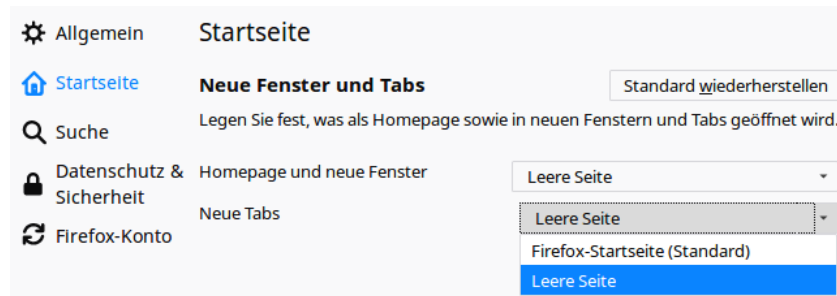 Allgemein
Startseite
Suche
Datenschutz &
Sicherheit
Firefox-Konto
Startseite
Neue Fenster und Tabs
Standard wiederherstellen
Legen Sie fest, was als Homepage sowie in neuen Fenstern und Tabs geöffnet wird.
Homepage und neue Fenster
Leere Seite
Neue Tabs
Leere Seite
Firefox-Startseite (Standard)
Leere Seite